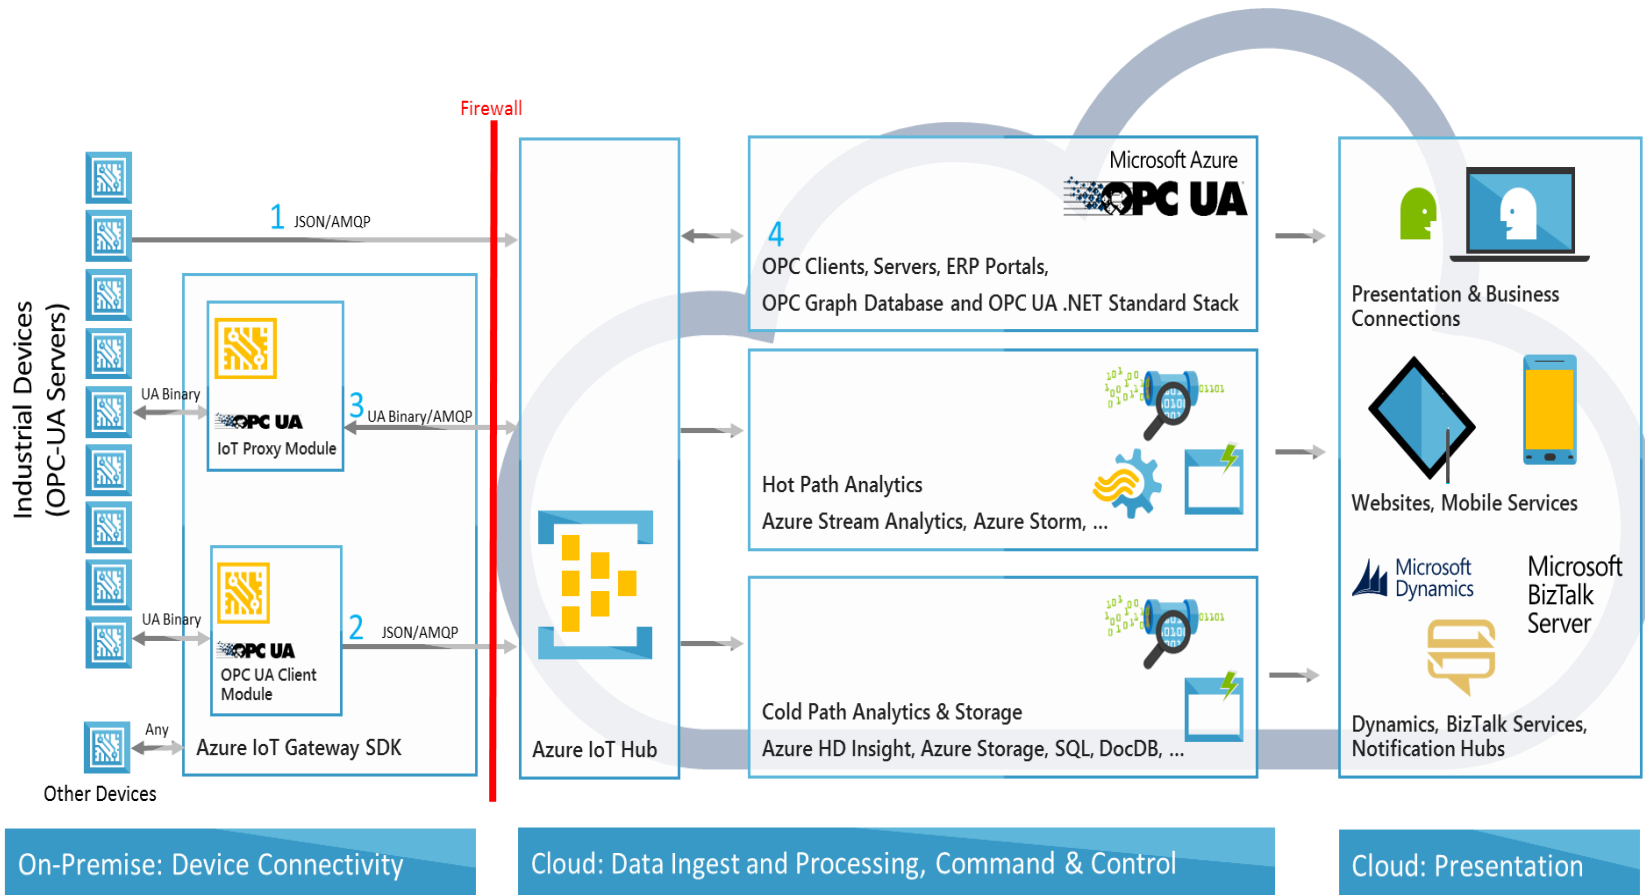 Firewall
Industrial Devices
(OPC-UA Servers)
1 JSON/AMQP
UA Binary
OPC UA
IoT Proxy Module
3 UA Binary/AMQP
UA Binary
OPC UA
OPC UA Client
Module
2 JSON/AMQP
Any
Other Devices
Azure IoT Gateway SDK
Azure IoT Hub
Microsoft Azure
OPC UA
4
OPC Clients, Servers, ERP Portals,
OPC Graph Database and OPC UA .NET Standard Stack
Hot Path Analytics
Azure Stream Analytics, Azure Storm, ...
Cold Path Analytics & Storage
Azure HD Insight, Azure Storage, SQL, DocDB, ...
Presentation & Business
Connections
Websites, Mobile Services
Microsoft
Dynamics
Microsoft
BizTalk
Server
Dynamics, BizTalk Services,
Notification Hubs
On-Premise: Device Connectivity
Cloud: Data Ingest and Processing, Command & Control
Cloud: Presentation